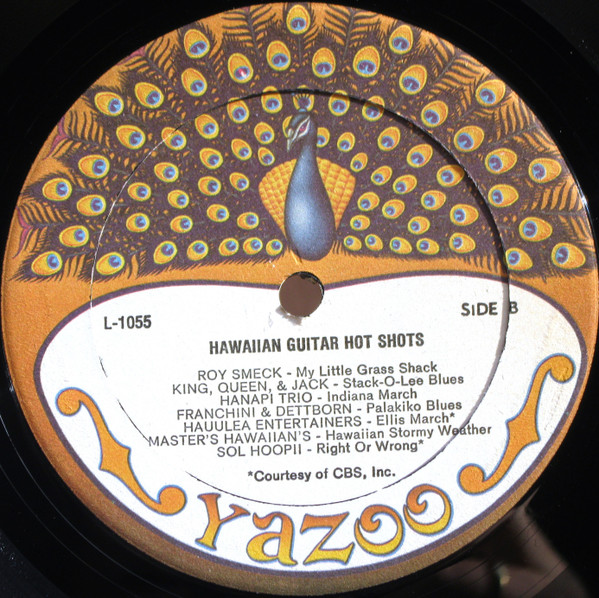 L-1055
SIDE B
HAWAIIAN GUITAR HOT SHOTS
ROY SMECK - My Little Grass Shack
KING, QUEEN, & JACK - Stack-O-Lee Blues
HANAPI TRIO - Indiana March
FRANCHINI & DETTBORN - Palakiko Blues
HAUULEA ENTERTAINERS - Ellis March*
MASTER'S HAWAIIAN'S - Hawaiian Stormy Weather
SOL HOOPII - Right Or Wrong*
*Courtesy of CBS, Inc.
Yazoo